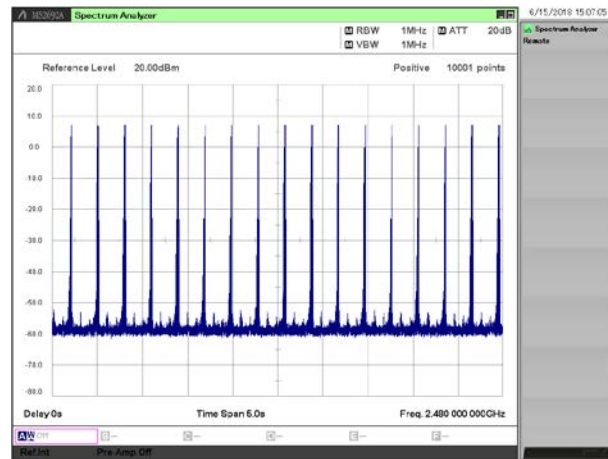 MS2692A Spectrum Analyzer
6/15/2018 15:07:05
RBW 1MHz ATT 20dB
VBW 1MHz
Spectrum Analyzer
Remote
Reference Level 20.00dBm Positive 10001 points
20.0
10.0
0.0
-10.0
-20.0
-30.0
-40.0
-50.0
-60.0
-70.0
-80.0
Delay 0s Time Span 5.0s Freq. 2.480 000 000GHz
Off
Ref.Int Pre-Amp Off